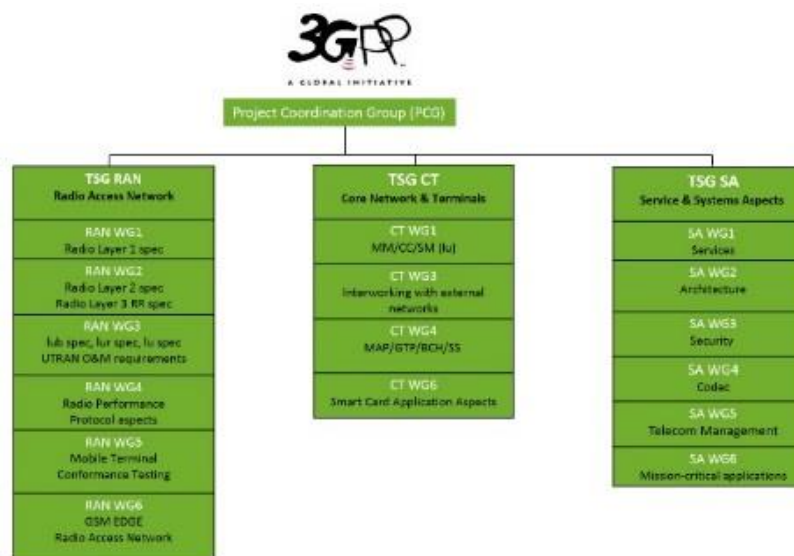 3GPP
A GLOBAL INITIATIVE
Project Coordination Group (PCG)
TSG RAN
Radio Access Network
RAN WG1
Radio Layer 1 spec
RAN WG2
Radio Layer 2 spec
Radio Layer 3 RR spec
RAN WG3
Iub spec, Iur spec, Iu spec
UTRAN O&M requirements
RAN WG4
Radio Performance
Protocol aspects
RAN WG5
Mobile Terminal
Conformance Testing
RAN WG6
GSM EDGE
Radio Access Network
TSG CT
Core Network & Terminals
CT WG1
MM/CC/SM (Iu)
CT WG3
Interworking with external
networks
CT WG4
MAP/GTP/BCH/SS
CT WG6
Smart Card Application Aspects
TSG SA
Service & Systems Aspects
SA WG1
Services
SA WG2
Architecture
SA WG3
Security
SA WG4
Codec
SA WG5
Telecom Management
SA WG6
Mission-critical applications